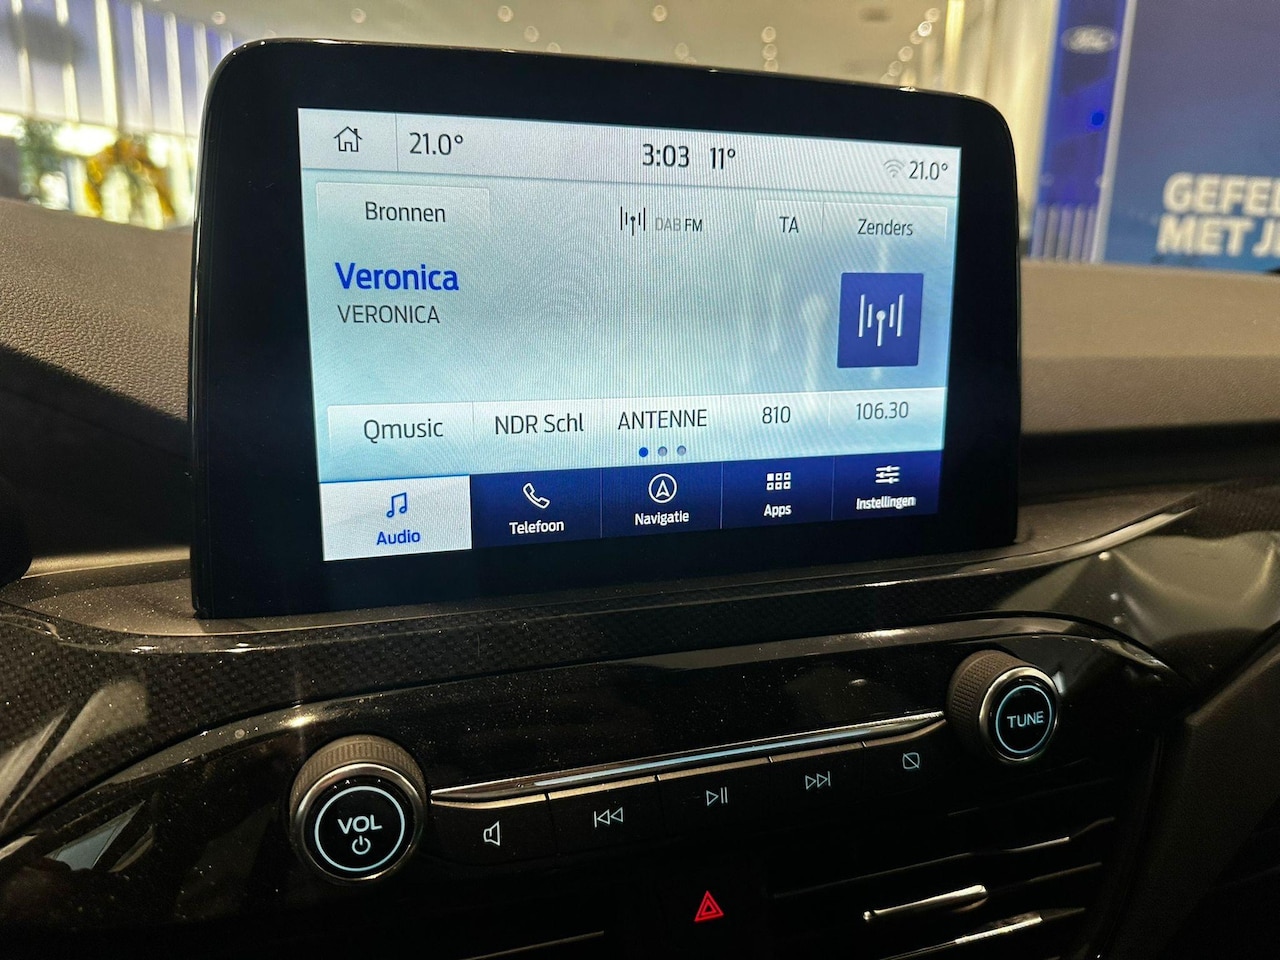 21.0°
3:03 11°
21.0°
Bronnen
DAB FM
TA
Zenders
Veronica
VERONICA
Qmusic
NDR Schl
ANTENNE
810
106.30
Audio
Telefoon
Navigatie
Apps
Instellingen
VOL
TUNE
Ford
MET